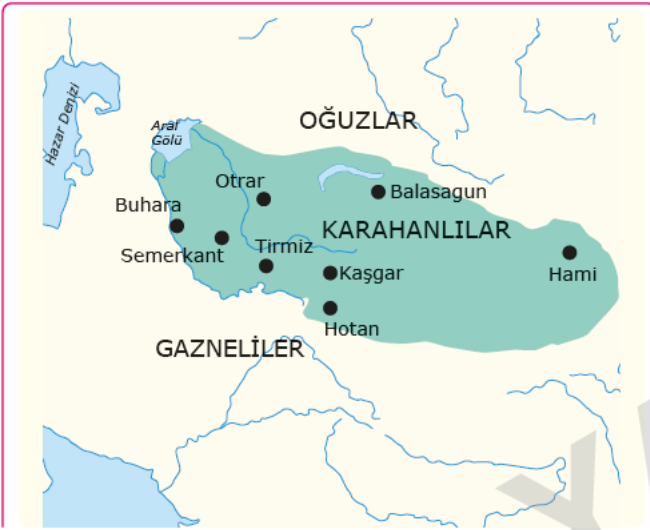 Hazar Denizi
Aral
Gölü
OĞUZLAR
Otrar
Balasagun
Buhara
KARAHANLILAR
Semerkant
Tirmiz
Kaşgar
Hami
Hotan
GAZNELİLER